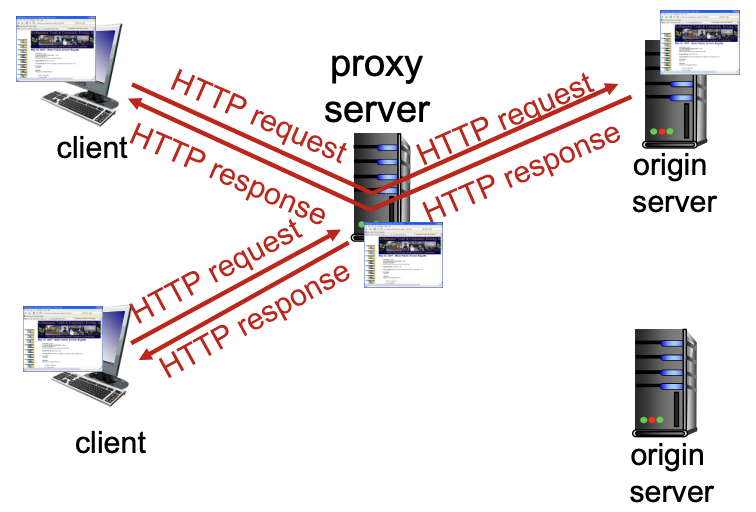 proxy
server
HTTP request
HTTP request
client
HTTP response
HTTP response
origin
server
HTTP request
HTTP response
client
origin
server